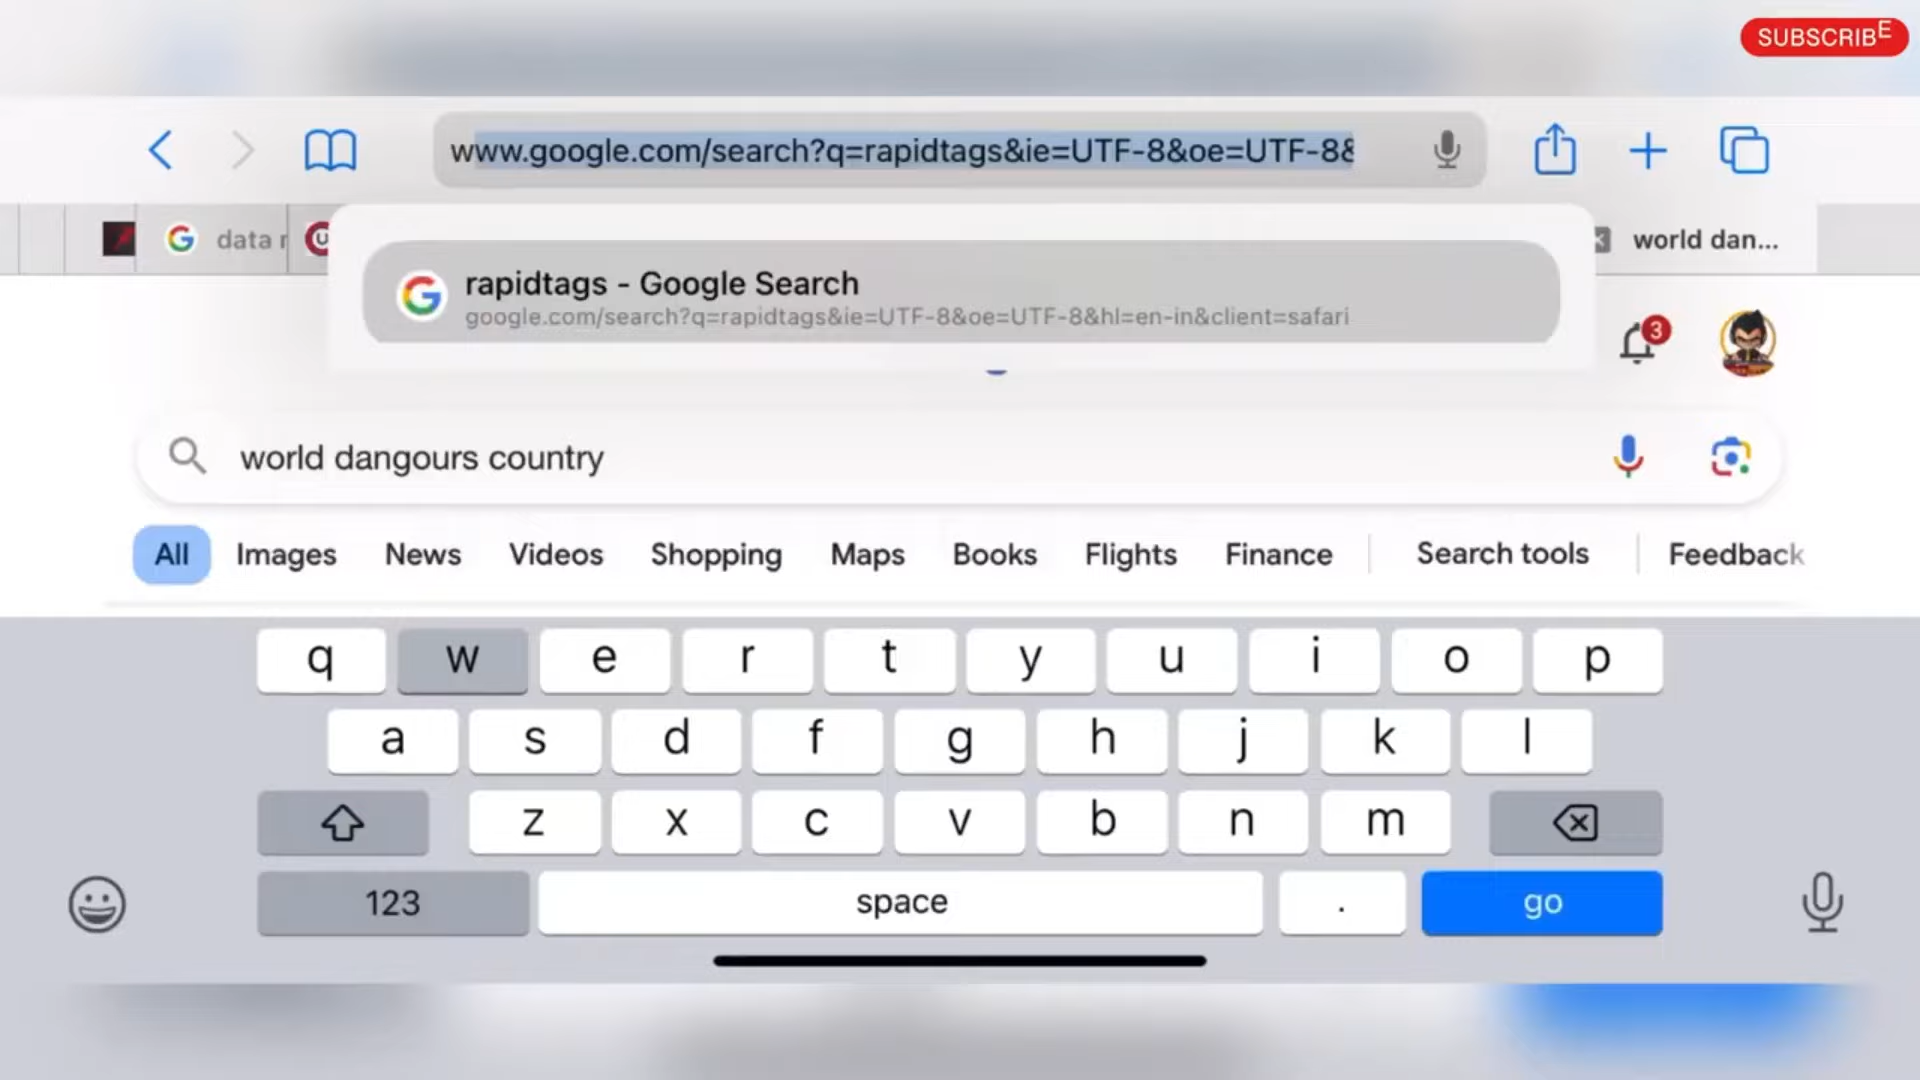 SUBSCRIBE
www.google.com/search?q=rapidtags&ie=UTF-8&oe=UTF-8&
data r
world dan...
rapidtags - Google Search
google.com/search?q=rapidtags&ie=UTF-8&oe=UTF-8&hl=en-in&client=safari
3
world dangours country
All Images News Videos Shopping Maps Books Flights Finance Search tools Feedback
q w e r t y u i o p
a s d f g h j k l
z x c v b n m
123 space . go